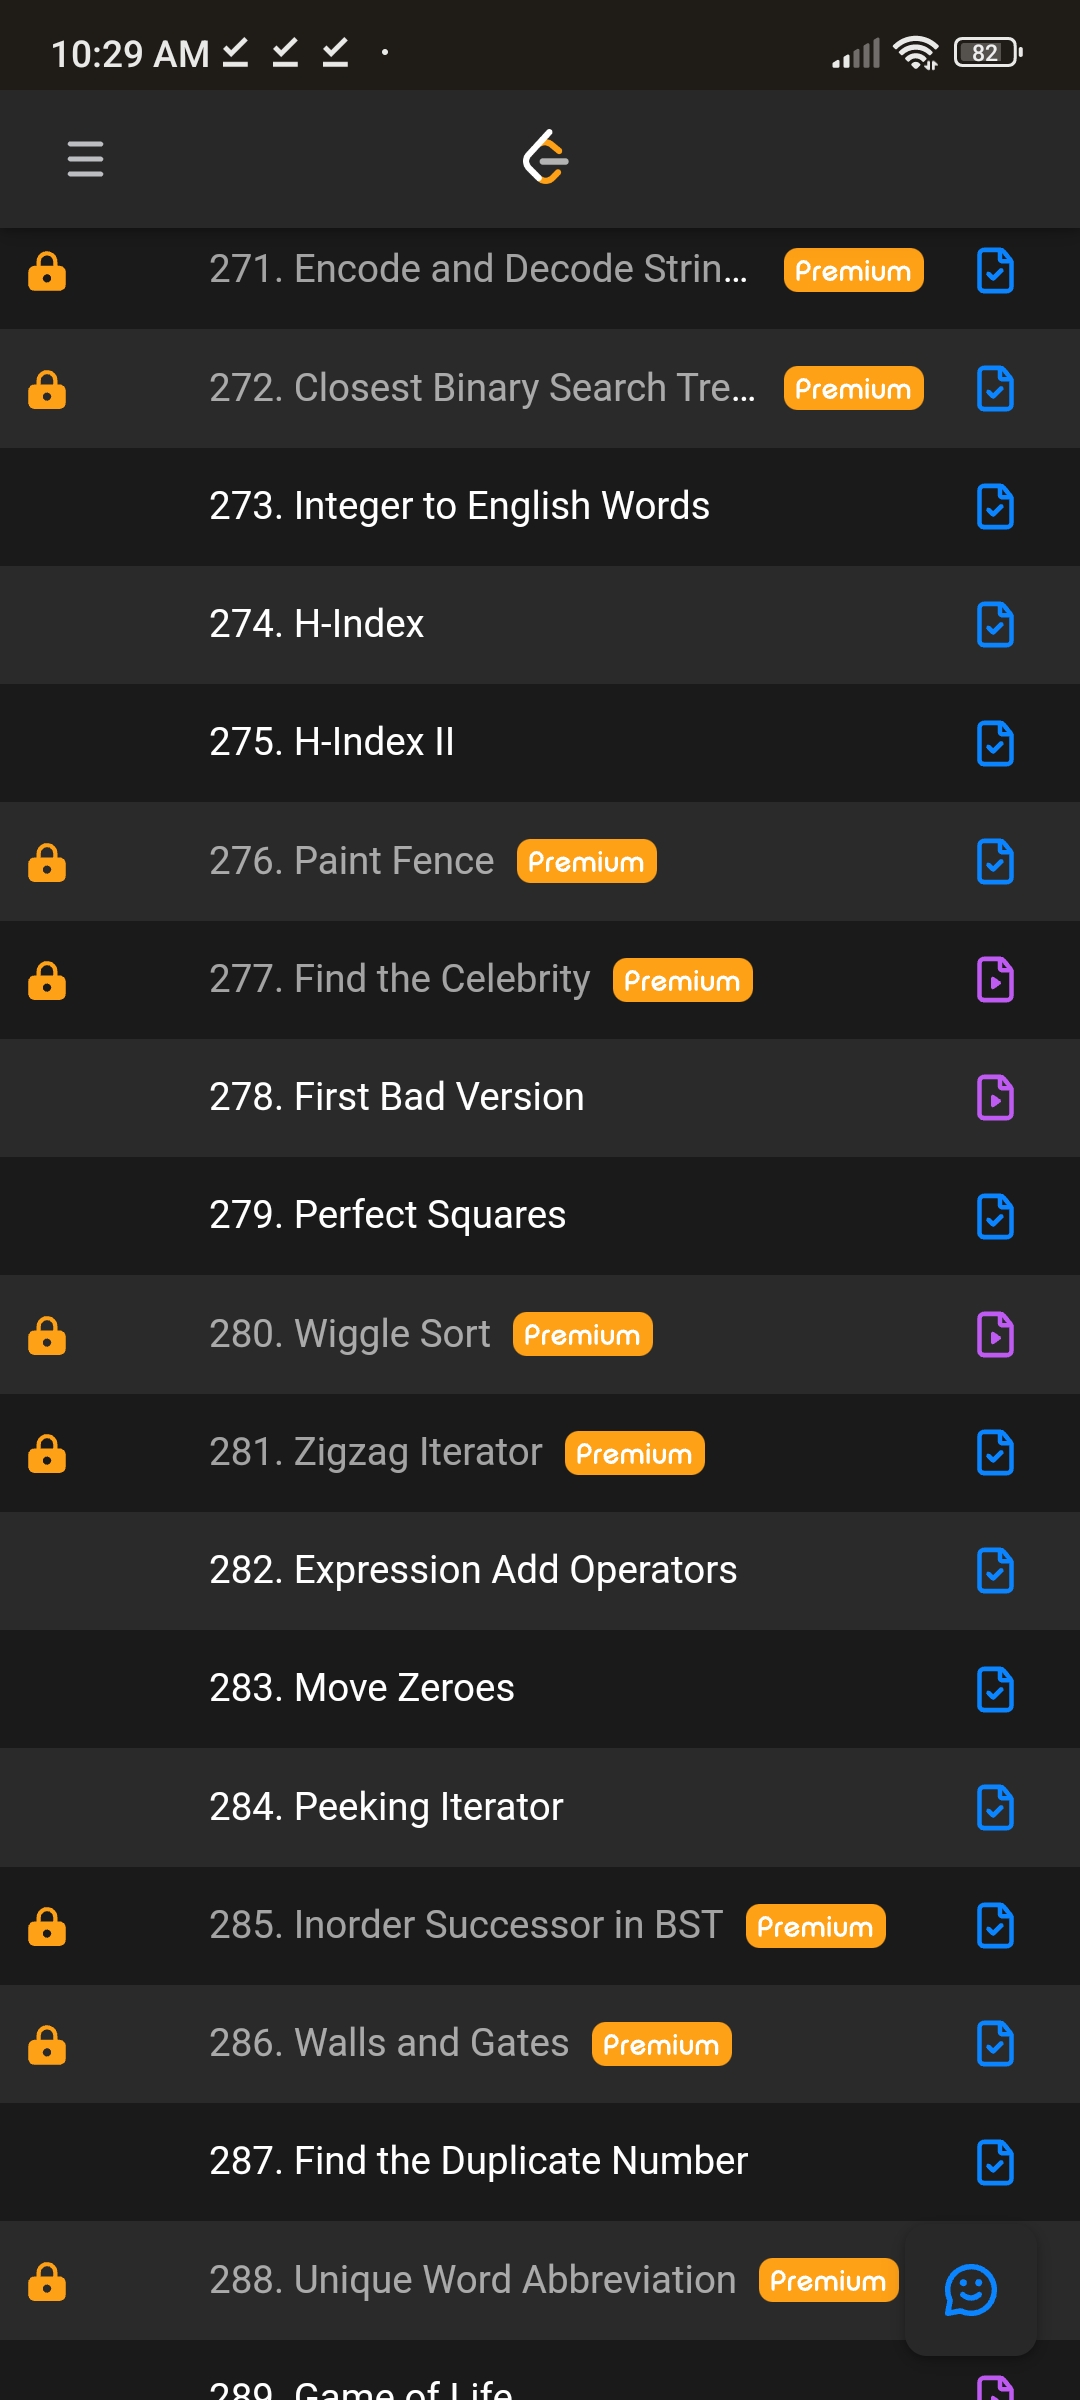 10:29 AM
82
271. Encode and Decode Strin... Premium
272. Closest Binary Search Tre... Premium
273. Integer to English Words
274. H-Index
275. H-Index II
276. Paint Fence Premium
277. Find the Celebrity Premium
278. First Bad Version
279. Perfect Squares
280. Wiggle Sort Premium
281. Zigzag Iterator Premium
282. Expression Add Operators
283. Move Zeroes
284. Peeking Iterator
285. Inorder Successor in BST Premium
286. Walls and Gates Premium
287. Find the Duplicate Number
288. Unique Word Abbreviation Premium
289. Game of Life